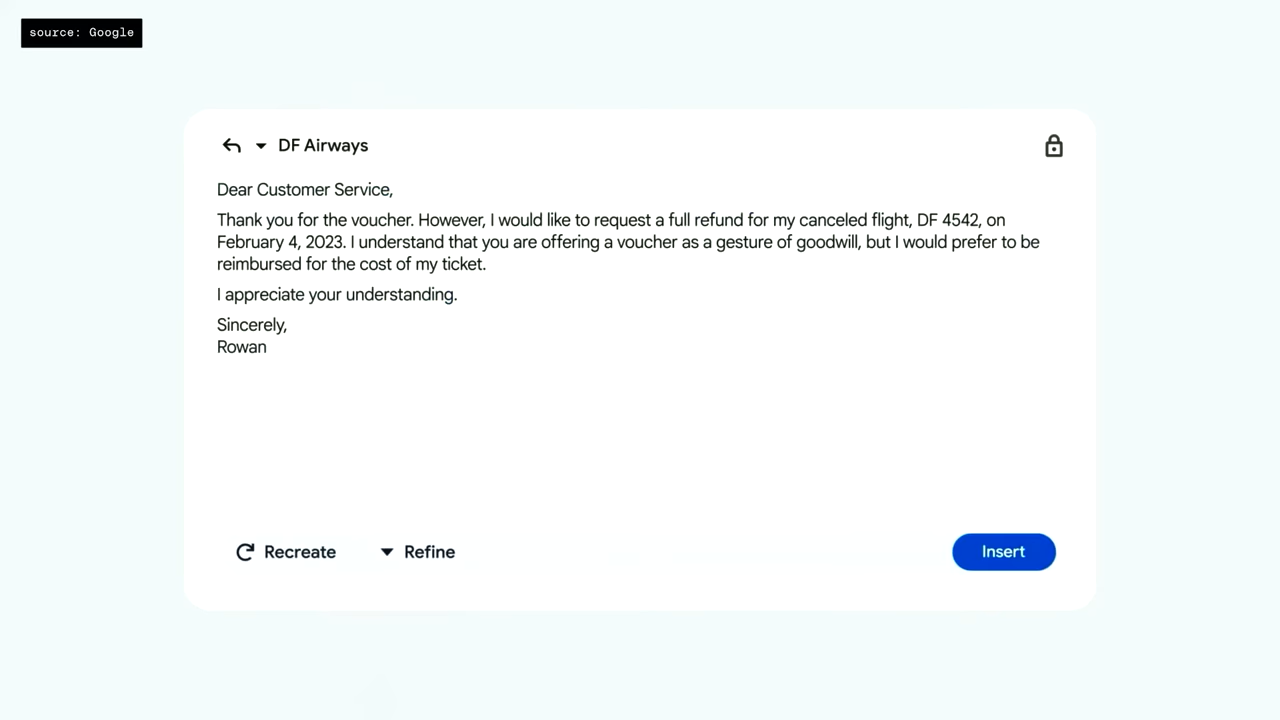 source: Google
DF Airways
Dear Customer Service,
Thank you for the voucher. However, I would like to request a full refund for my canceled flight, DF 4542, on
February 4, 2023. I understand that you are offering a voucher as a gesture of goodwill, but I would prefer to be
reimbursed for the cost of my ticket.
I appreciate your understanding.
Sincerely,
Rowan
Recreate
Refine
Insert